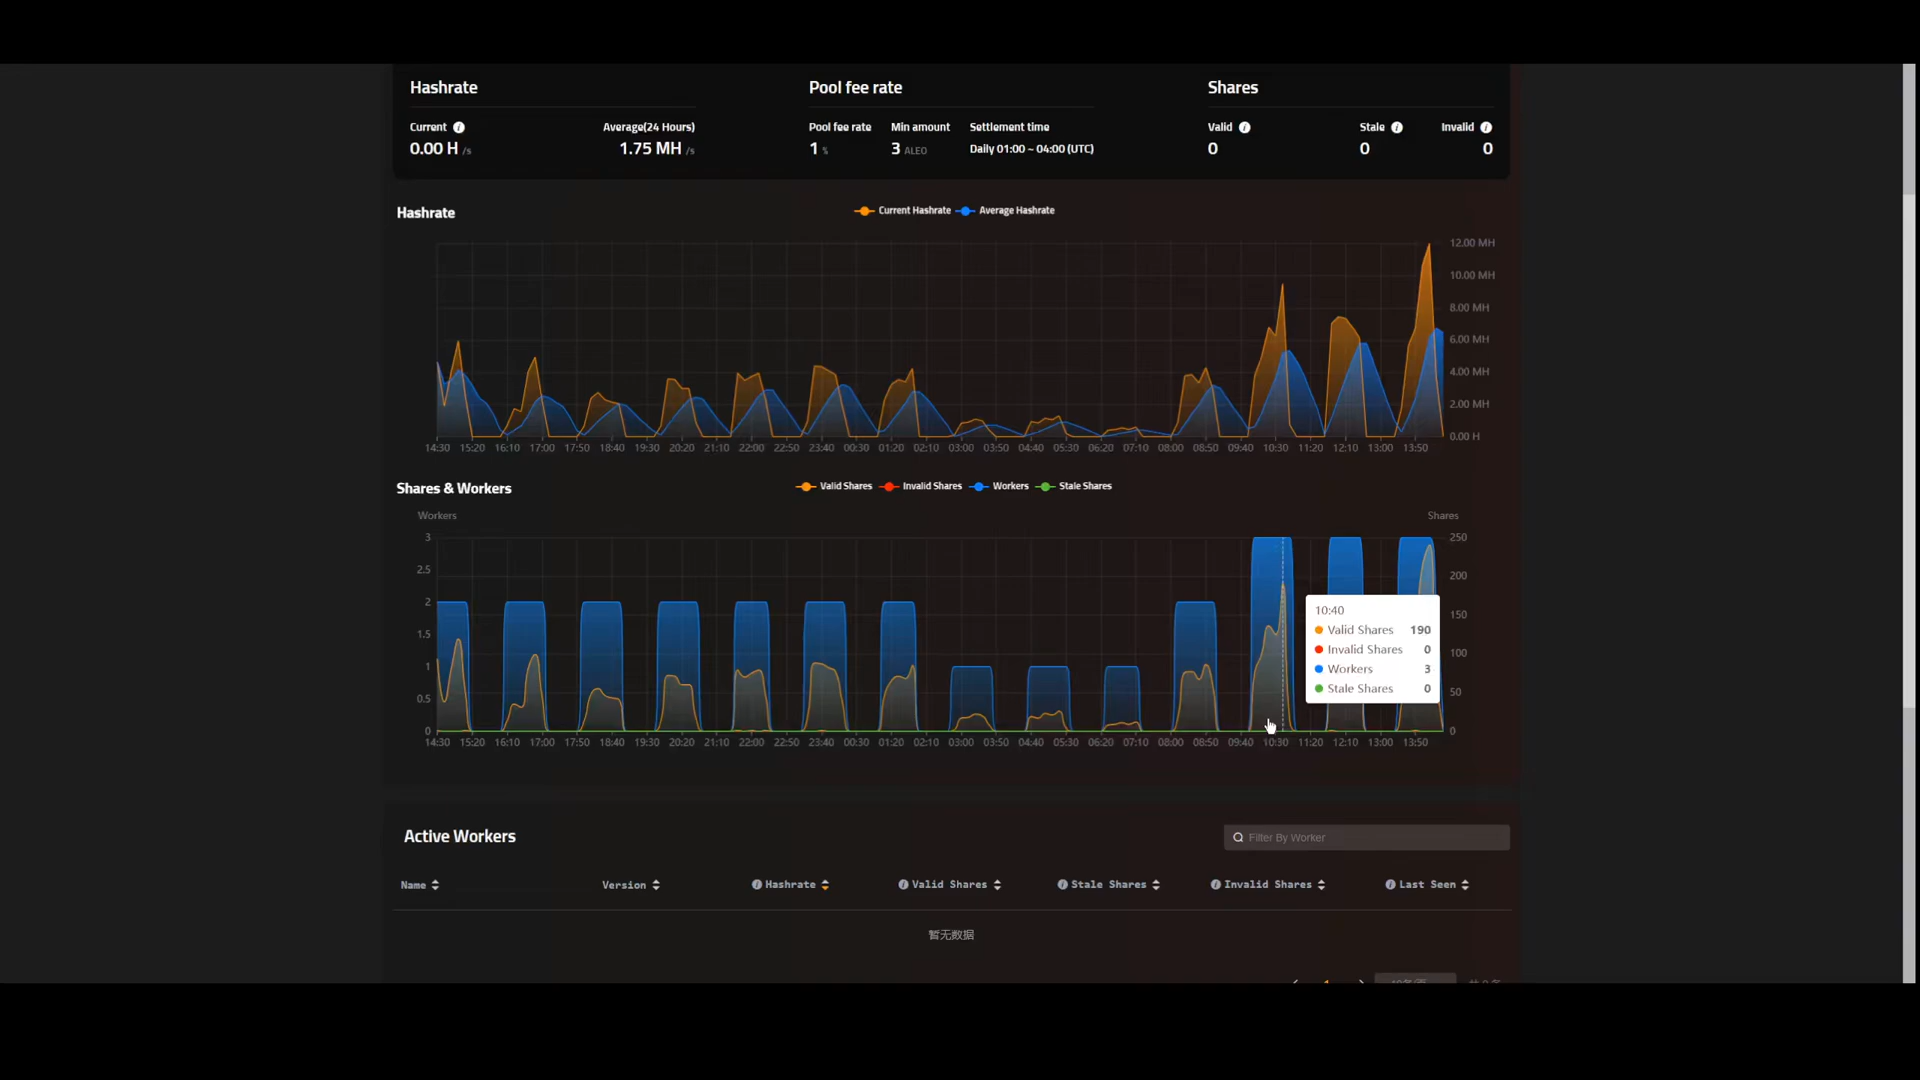 Hashrate Pool fee rate Shares
Current Average(24 Hours) Pool fee rate Min amount Settlement time Valid Stale Invalid
0.00 H /s 1.75 MH /s 1 % 3 ALEO Daily 01:00 ~ 04:00 (UTC) 0 0 0
Hashrate Current Hashrate Average Hashrate
12.00 MH
10.00 MH
8.00 MH
6.00 MH
4.00 MH
2.00 MH
0.00 H
14:30 15:20 16:10 17:00 17:50 18:40 19:30 20:20 21:10 22:00 22:50 23:40 00:30 01:20 02:10 03:00 03:50 04:40 05:30 06:20 07:10 08:00 08:50 09:40 10:30 11:20 12:10 13:00 13:50
Shares & Workers Valid Shares Invalid Shares Workers Stale Shares
Workers Shares
3 250
2.5
200
2
150
1.5
1
100
0.5
50
0 0
10:40
Valid Shares 190
Invalid Shares 0
Workers 3
Stale Shares 0
14:30 15:20 16:10 17:00 17:50 18:40 19:30 20:20 21:10 22:00 22:50 23:40 00:30 01:20 02:10 03:00 03:50 04:40 05:30 06:20 07:10 08:00 08:50 09:40 10:30 11:20 12:10 13:00 13:50
Active Workers Filter By Worker
Name Version Hashrate Valid Shares Stale Shares Invalid Shares Last Seen
暂无数据